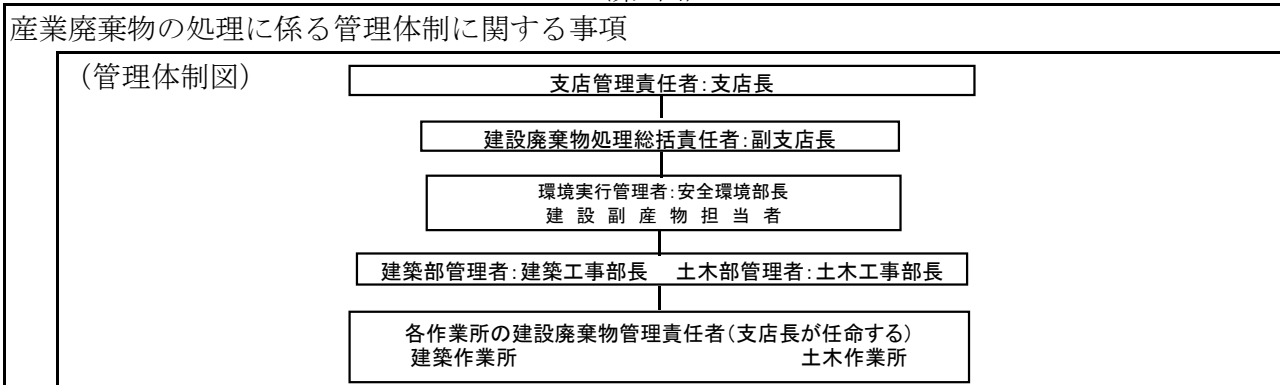 産業廃棄物の処理に係る管理体制に関する事項
(管理体制図)
支店管理責任者:支店長
建設廃棄物処理総括責任者:副支店長
環境実行管理者:安全環境部長
建設副産物担当者
建築部管理者:建築工事部長 土木部管理者:土木工事部長
各作業所の建設廃棄物管理責任者(支店長が任命する)
建築作業所 土木作業所